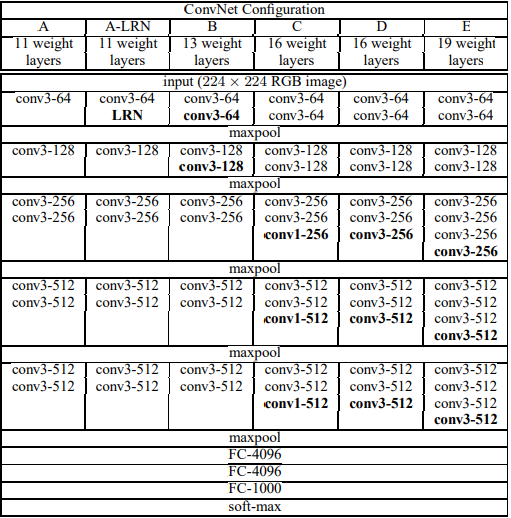 ConvNet Configuration
A A-LRN B C D E
11 weight 11 weight 13 weight 16 weight 16 weight 19 weight
layers layers layers layers layers layers
input (224 × 224 RGB image)
conv3-64 conv3-64 conv3-64 conv3-64 conv3-64 conv3-64
LRN conv3-64 conv3-64 conv3-64 conv3-64
maxpool
conv3-128 conv3-128 conv3-128 conv3-128 conv3-128 conv3-128
conv3-128 conv3-128 conv3-128 conv3-128
maxpool
conv3-256 conv3-256 conv3-256 conv3-256 conv3-256 conv3-256
conv3-256 conv3-256 conv3-256 conv3-256 conv3-256 conv3-256
conv1-256 conv3-256 conv3-256
conv3-256
maxpool
conv3-512 conv3-512 conv3-512 conv3-512 conv3-512 conv3-512
conv3-512 conv3-512 conv3-512 conv3-512 conv3-512 conv3-512
conv1-512 conv3-512 conv3-512
conv3-512
maxpool
conv3-512 conv3-512 conv3-512 conv3-512 conv3-512 conv3-512
conv3-512 conv3-512 conv3-512 conv3-512 conv3-512 conv3-512
conv1-512 conv3-512 conv3-512
conv3-512
maxpool
FC-4096
FC-4096
FC-1000
soft-max